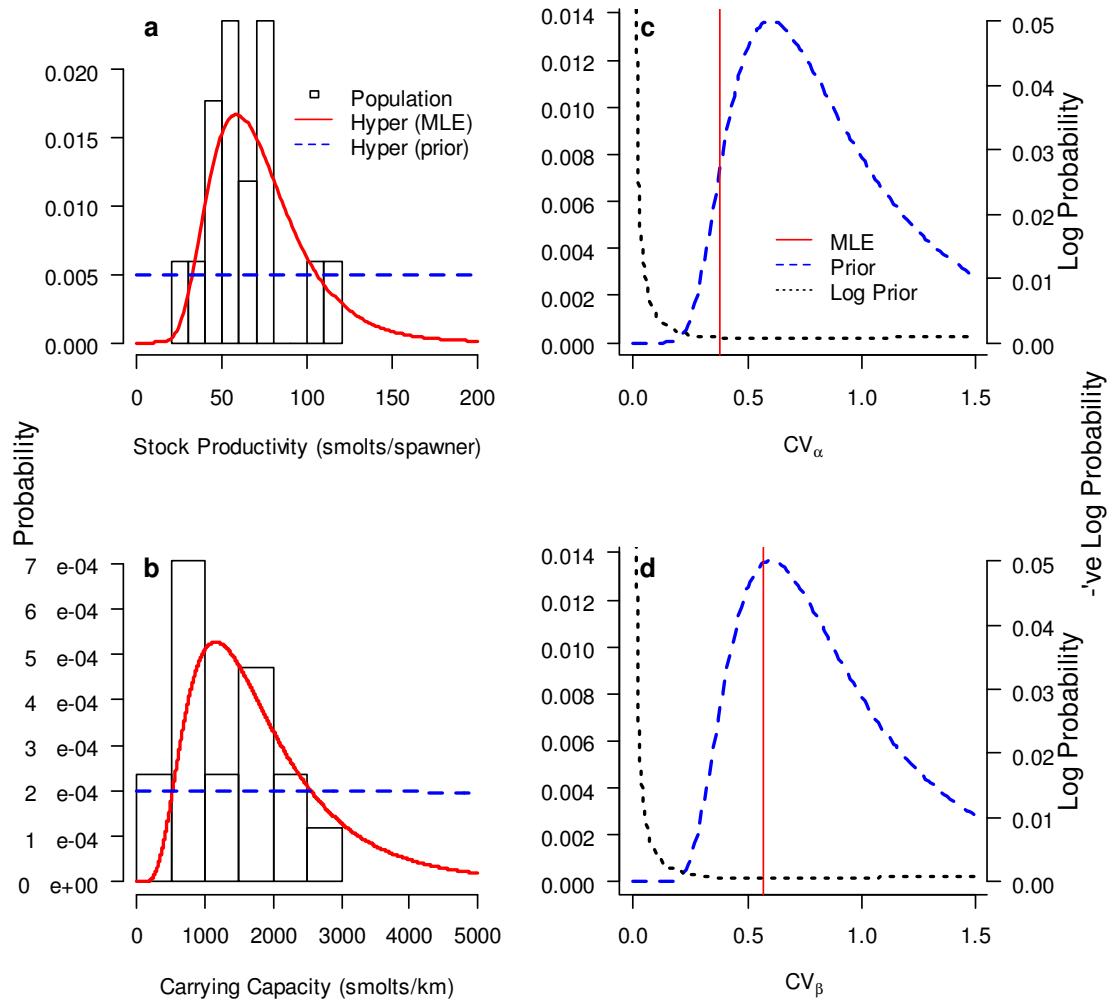 a
0.020
0.015
0.010
0.005
0.000
Population
Hyper (MLE)
Hyper (prior)
0 50 100 150 200
Stock Productivity (smolts/spawner)
c
0.014
0.012
0.010
0.008
0.006
0.004
0.002
0.000
MLE
Prior
Log Prior
0.05
0.04
0.03
0.02
0.01
0.00
Log Probability
0.0 0.5 1.0 1.5
CVα
Probability
-'ve Log Probability
b
7 e-04
6 e-04
5 e-04
4 e-04
3 e-04
2 e-04
1 e-04
0 e+00
0 1000 2000 3000 4000 5000
Carrying Capacity (smolts/km)
d
0.014
0.012
0.010
0.008
0.006
0.004
0.002
0.000
0.05
0.04
0.03
0.02
0.01
0.00
Log Probability
0.0 0.5 1.0 1.5
CVβ